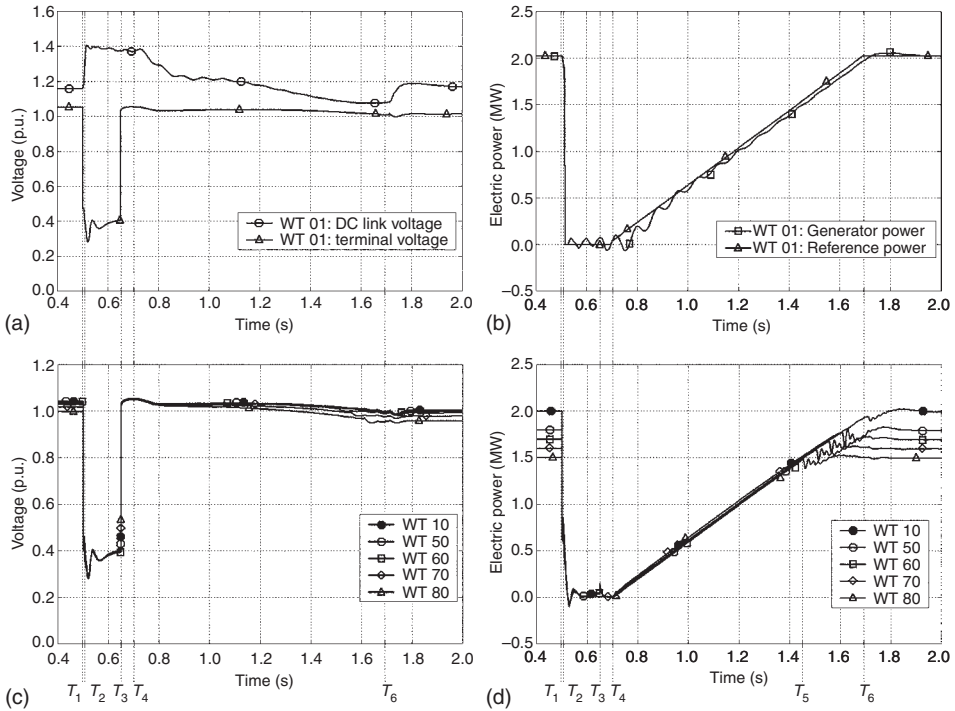 1.6
1.4
1.2
1.0
0.8
0.6
0.4
0.2
0.0
Voltage (p.u.)
WT 01: DC link voltage
WT 01: terminal voltage
0.4 0.6 0.8 1.0 1.2 1.4 1.6 1.8 2.0
Time (s)
(a)
2.5
2.0
1.5
1.0
0.5
0.0
−0.5
Electric power (MW)
WT 01: Generator power
WT 01: Reference power
0.4 0.6 0.8 1.0 1.2 1.4 1.6 1.8 2.0
Time (s)
(b)
1.2
1.0
0.8
0.6
0.4
0.2
0.0
Voltage (p.u.)
WT 10
WT 50
WT 60
WT 70
WT 80
0.4 0.6 0.8 1.0 1.2 1.4 1.6 1.8 2.0
Time (s)
T1 T2 T3 T4 T6
(c)
2.5
2.0
1.5
1.0
0.5
0.0
−0.5
Electric power (MW)
WT 10
WT 50
WT 60
WT 70
WT 80
0.4 0.6 0.8 1.0 1.2 1.4 1.6 1.8 2.0
Time (s)
T1 T2 T3 T4 T5 T6
(d)